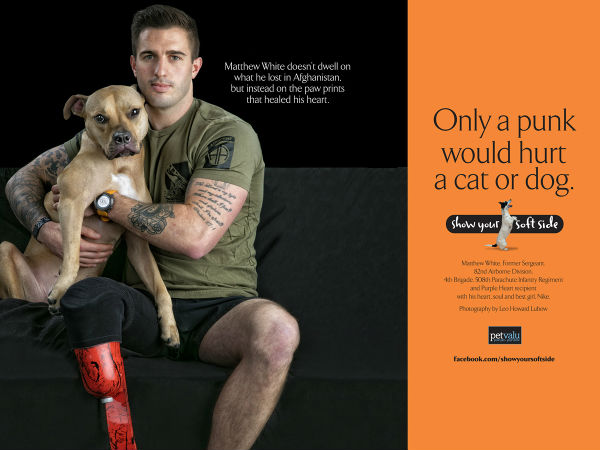 Matthew White doesn't dwell on
what he lost in Afghanistan,
but instead on the paw prints
that healed his heart.
Only a punk
would hurt
a cat or dog.
show your soft side
Matthew White, Former Sergeant,
82nd Airborne Division,
4th Brigade, 508th Parachute Infantry Regiment
and Purple Heart recipient
with his heart, soul and best girl, Nike.
Photography by Leo Howard Lubow
petvalu
facebook.com/showyoursoftside